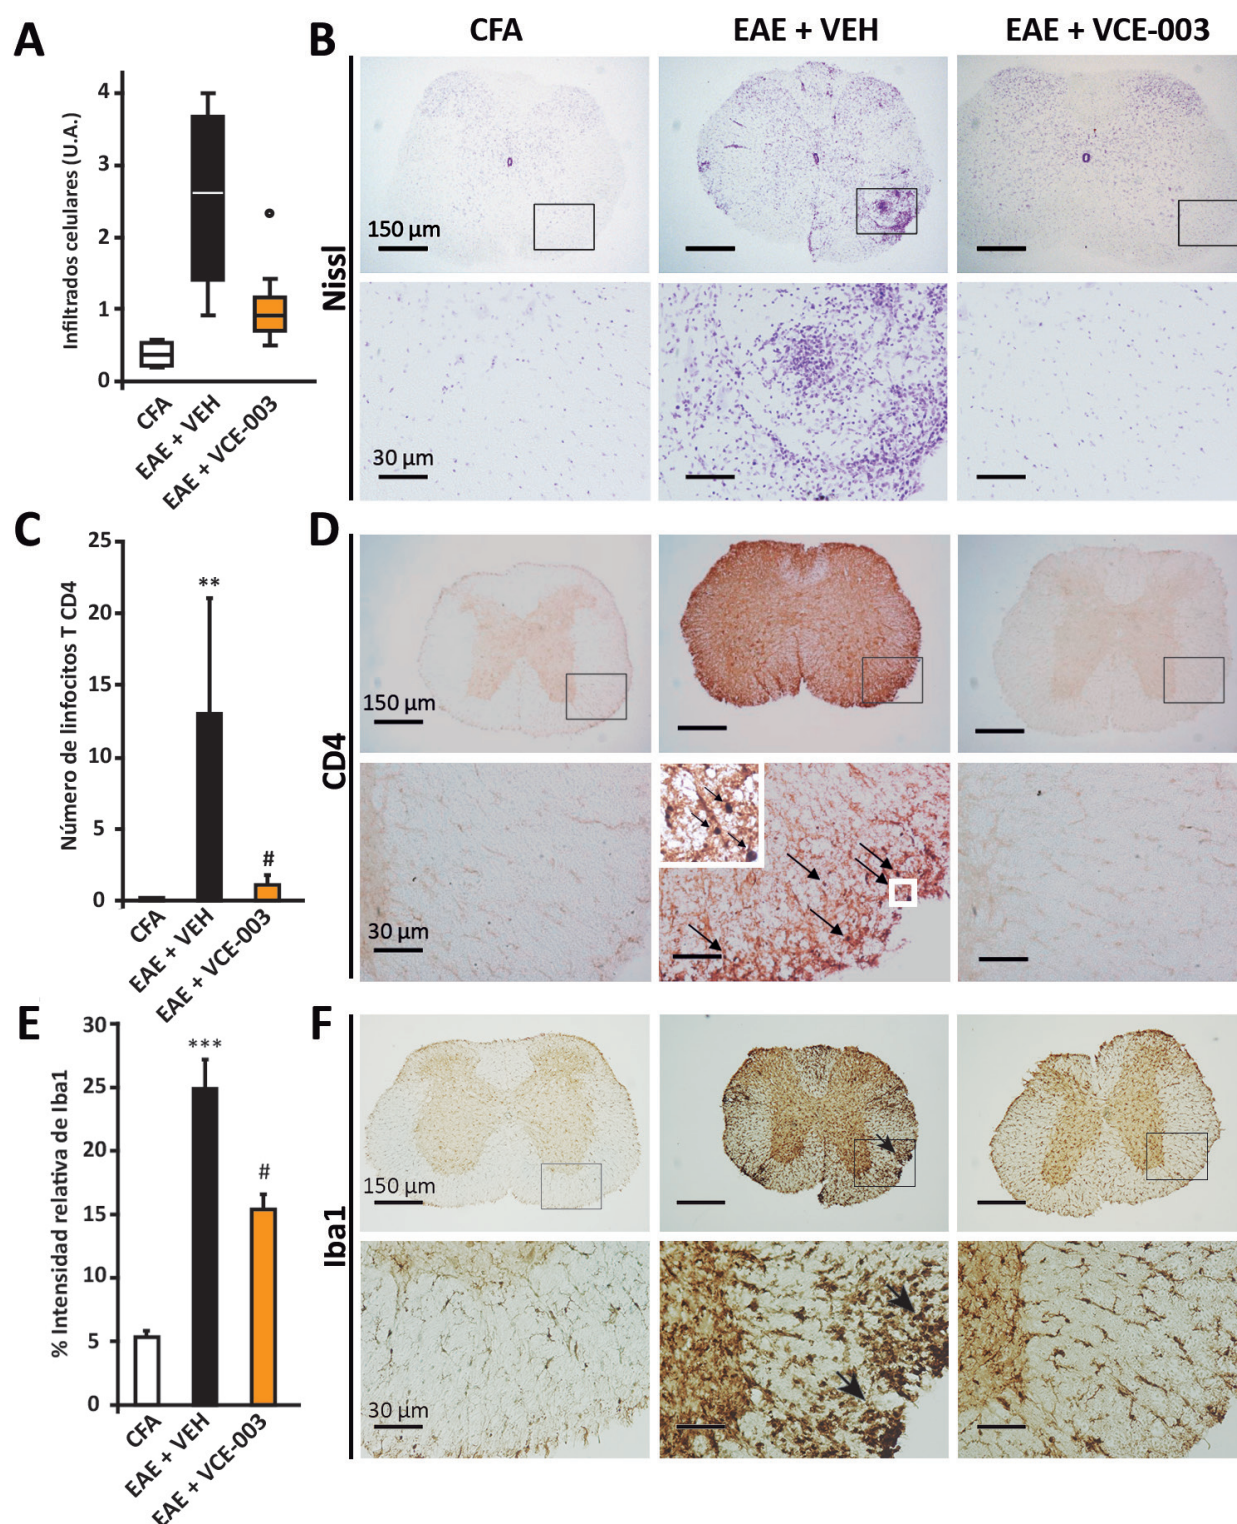 A
Infiltrados celulares (U.A.)
4
3
2
1
0
CFA
EAE + VEH
EAE + VCE-003
B
CFA
EAE + VEH
EAE + VCE-003
Nissl
150 µm
30 µm
C
Número de linfocitos T CD4
25
20
15
10
5
0
**
#
CFA
EAE + VEH
EAE + VCE-003
D
CD4
150 µm
30 µm
E
% Intensidad relativa de Iba1
30
25
20
15
10
5
0
***
#
CFA
EAE + VEH
EAE + VCE-003
F
Iba1
150 µm
30 µm